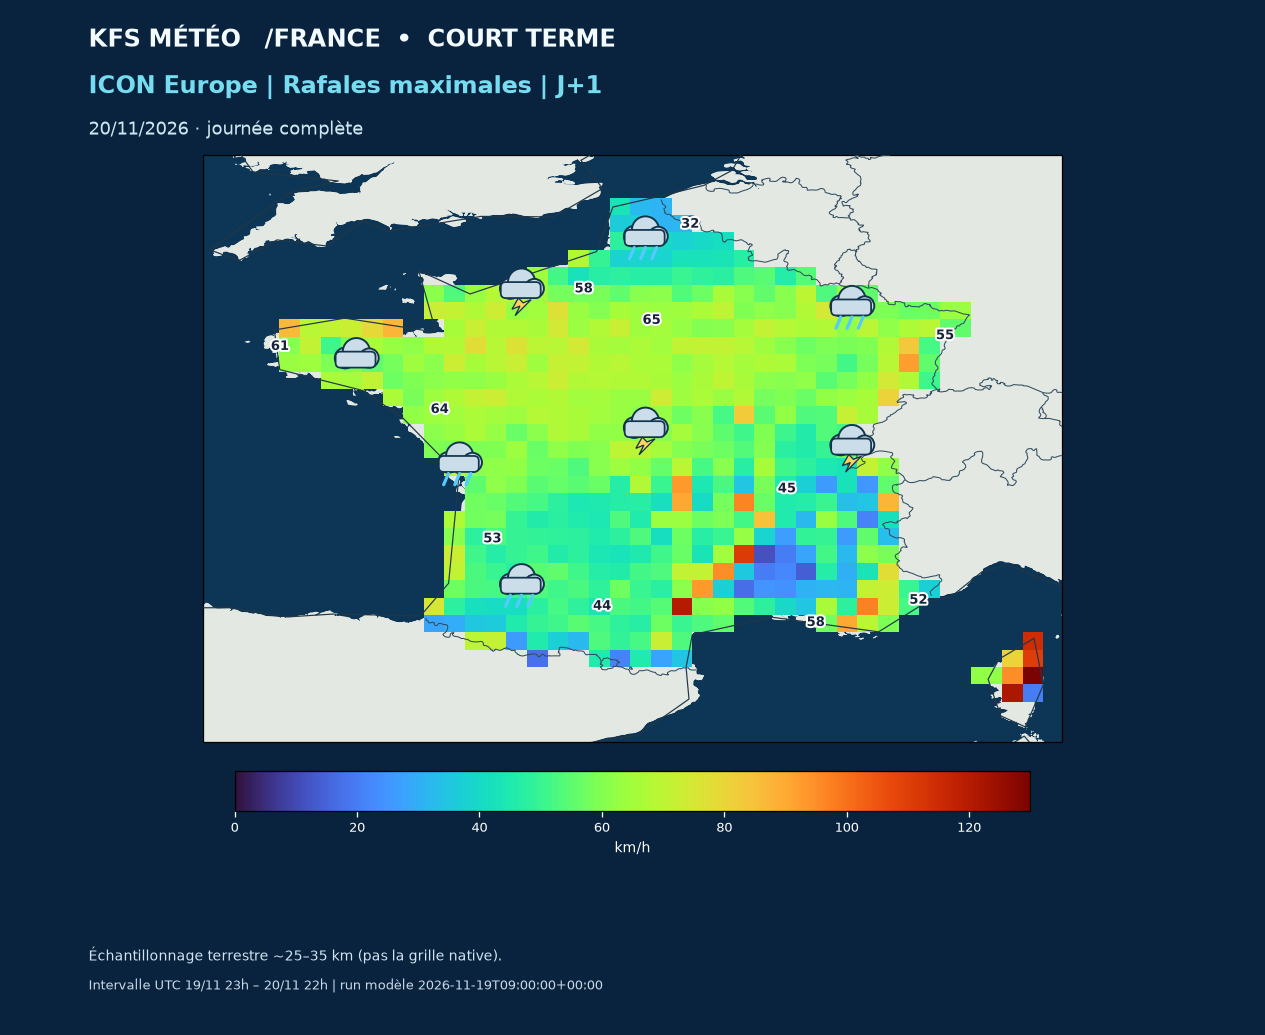 KFS MÉTÉO /FRANCE • COURT TERME
ICON Europe | Rafales maximales | J+1
20/11/2026 · journée complète
32
58
65
55
61
64
45
53
44
52
58
0 20 40 60 80 100 120
km/h
Échantillonnage terrestre ~25–35 km (pas la grille native).
Intervalle UTC 19/11 23h – 20/11 22h | run modèle 2026-11-19T09:00:00+00:00